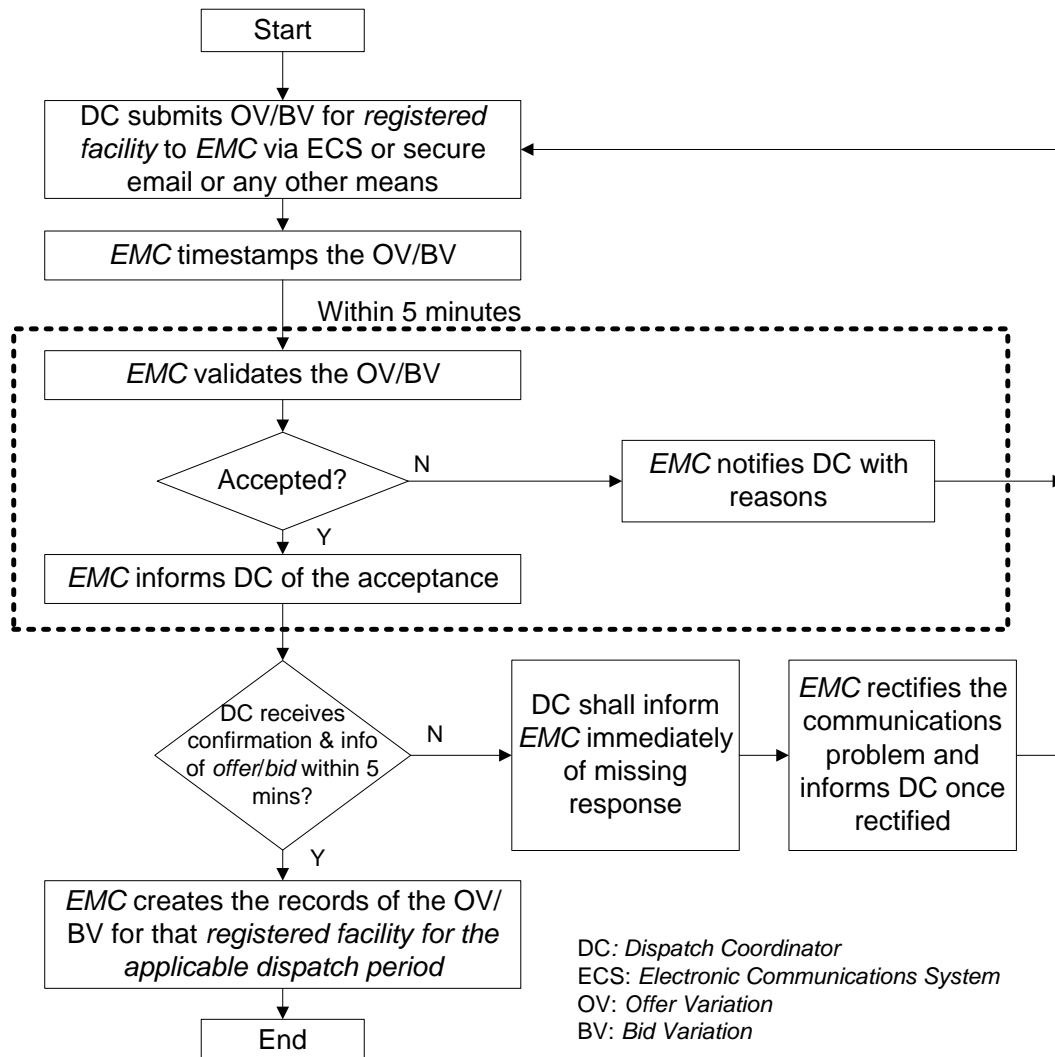 Start
DC submits OV/BV for registered
facility to EMC via ECS or secure
email or any other means
EMC timestamps the OV/BV
Within 5 minutes
EMC validates the OV/BV
Accepted?
N
EMC notifies DC with
reasons
Y
EMC informs DC of the acceptance
DC receives
confirmation & info
of offer/bid within 5
mins?
N
DC shall inform
EMC immediately
of missing
response
EMC rectifies the
communications
problem and
informs DC once
rectified
Y
EMC creates the records of the OV/
BV for that registered facility for the
applicable dispatch period
End
DC: Dispatch Coordinator
ECS: Electronic Communications System
OV: Offer Variation
BV: Bid Variation